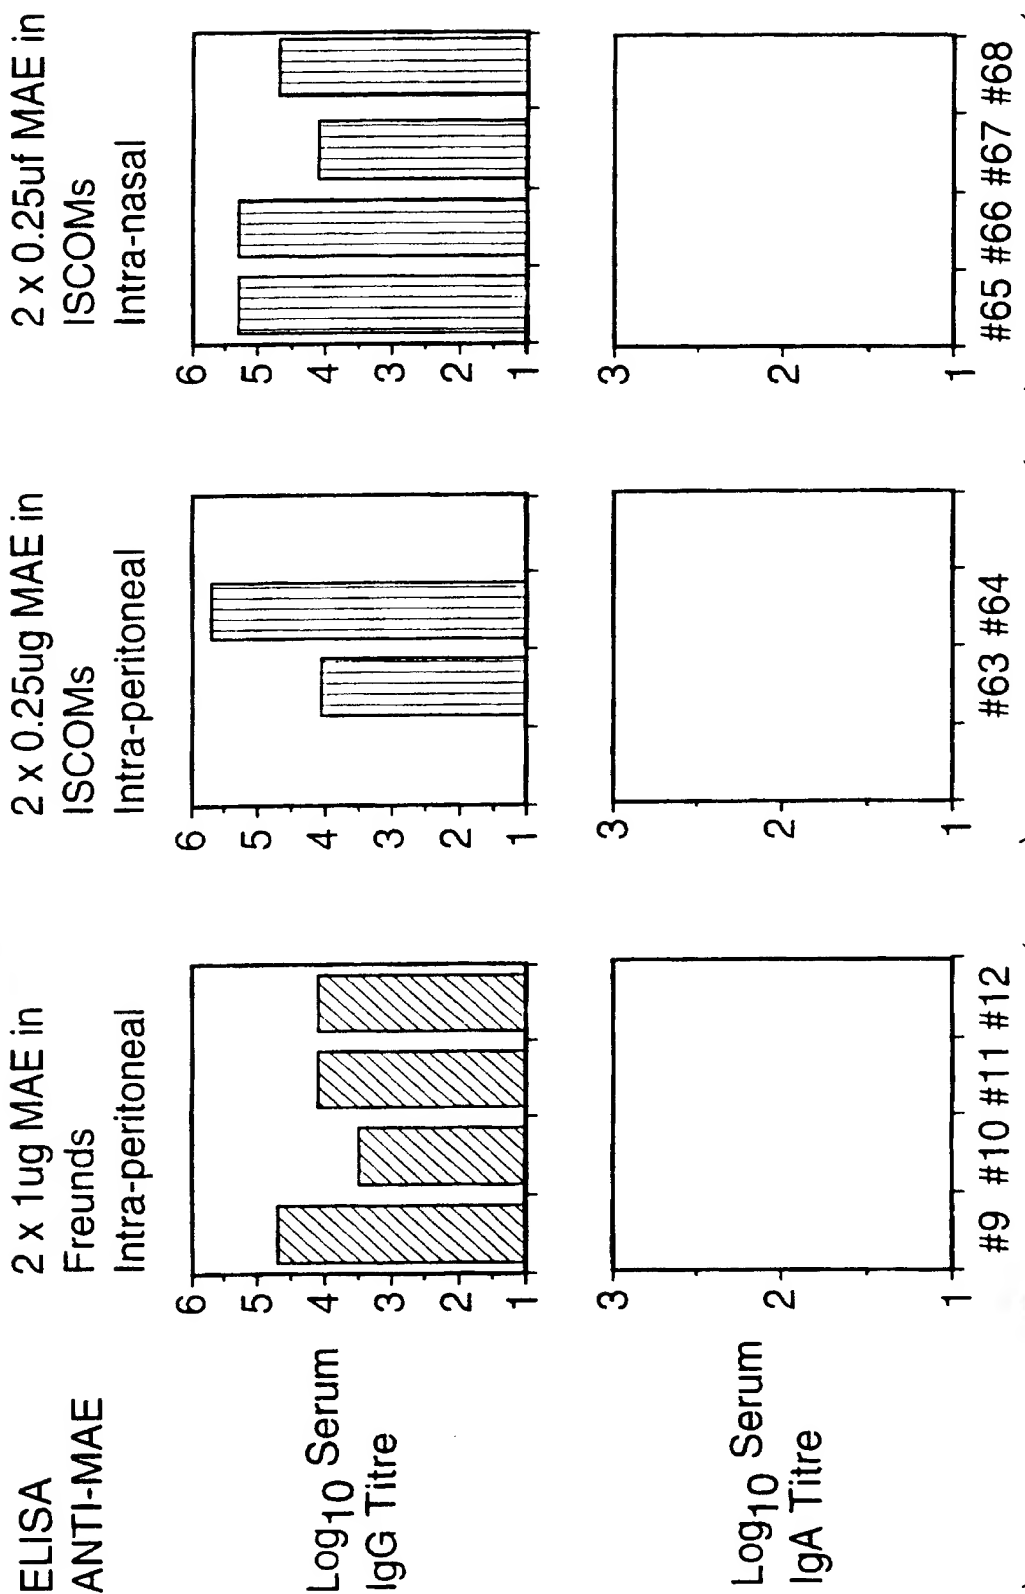 ELISA
ANTI-MAE
2 x 1ug MAE in
Freunds
Intra-peritoneal
2 x 0.25ug MAE in
ISCOMs
Intra-peritoneal
2 x 0.25uf MAE in
ISCOMs
Intra-nasal
Log10 Serum
IgG Titre
6
5
4
3
2
1
6
5
4
3
2
1
6
5
4
3
2
1
Log10 Serum
IgA Titre
3
2
1
3
2
1
3
2
1
#9 #10 #11 #12
#63 #64
#65 #66 #67 #68